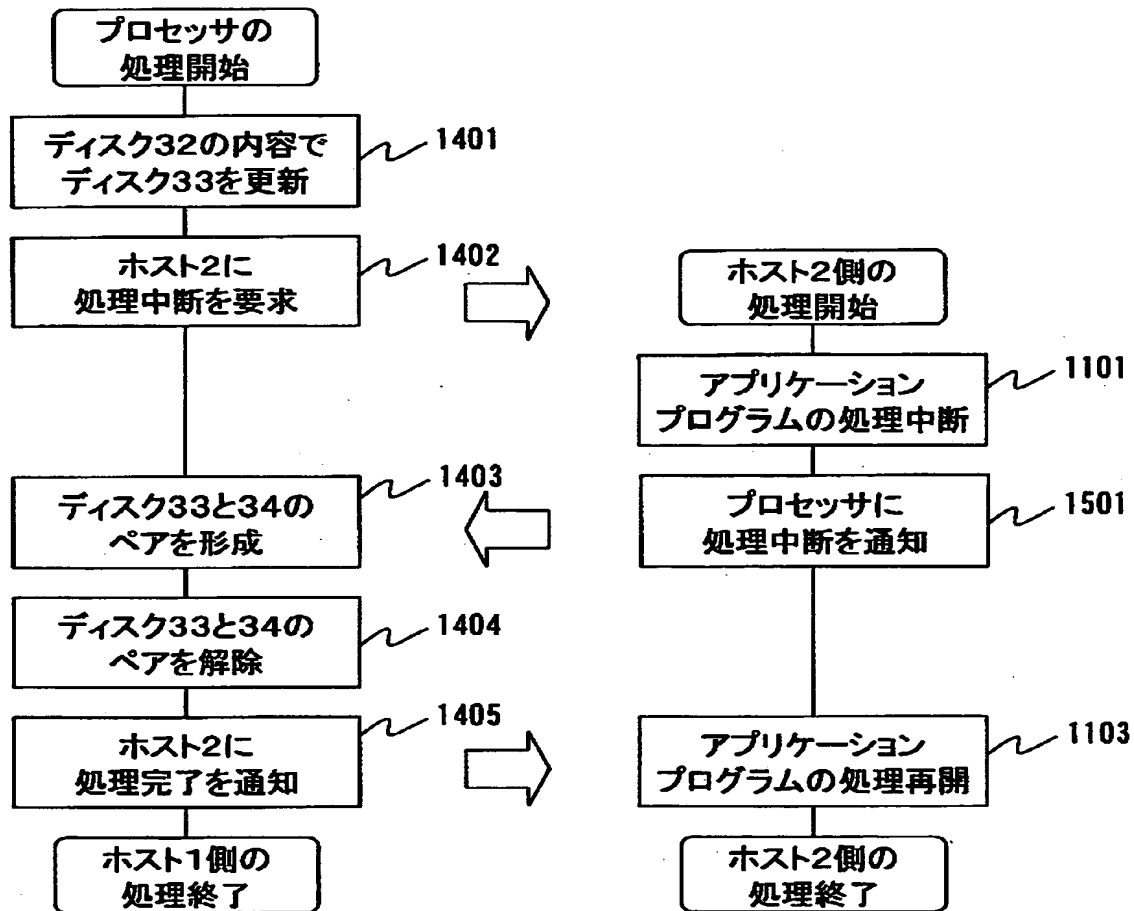 プロセッサの
処理開始
ディスク32の内容で
ディスク33を更新
1401
ホスト2に
処理中断を要求
1402
ホスト2側の
処理開始
アプリケーション
プログラムの処理中断
1101
ディスク33と34の
ペアを形成
1403
プロセッサに
処理中断を通知
1501
ディスク33と34の
ペアを解除
1404
ホスト2に
処理完了を通知
1405
アプリケーション
プログラムの処理再開
1103
ホスト1側の
処理終了
ホスト2側の
処理終了